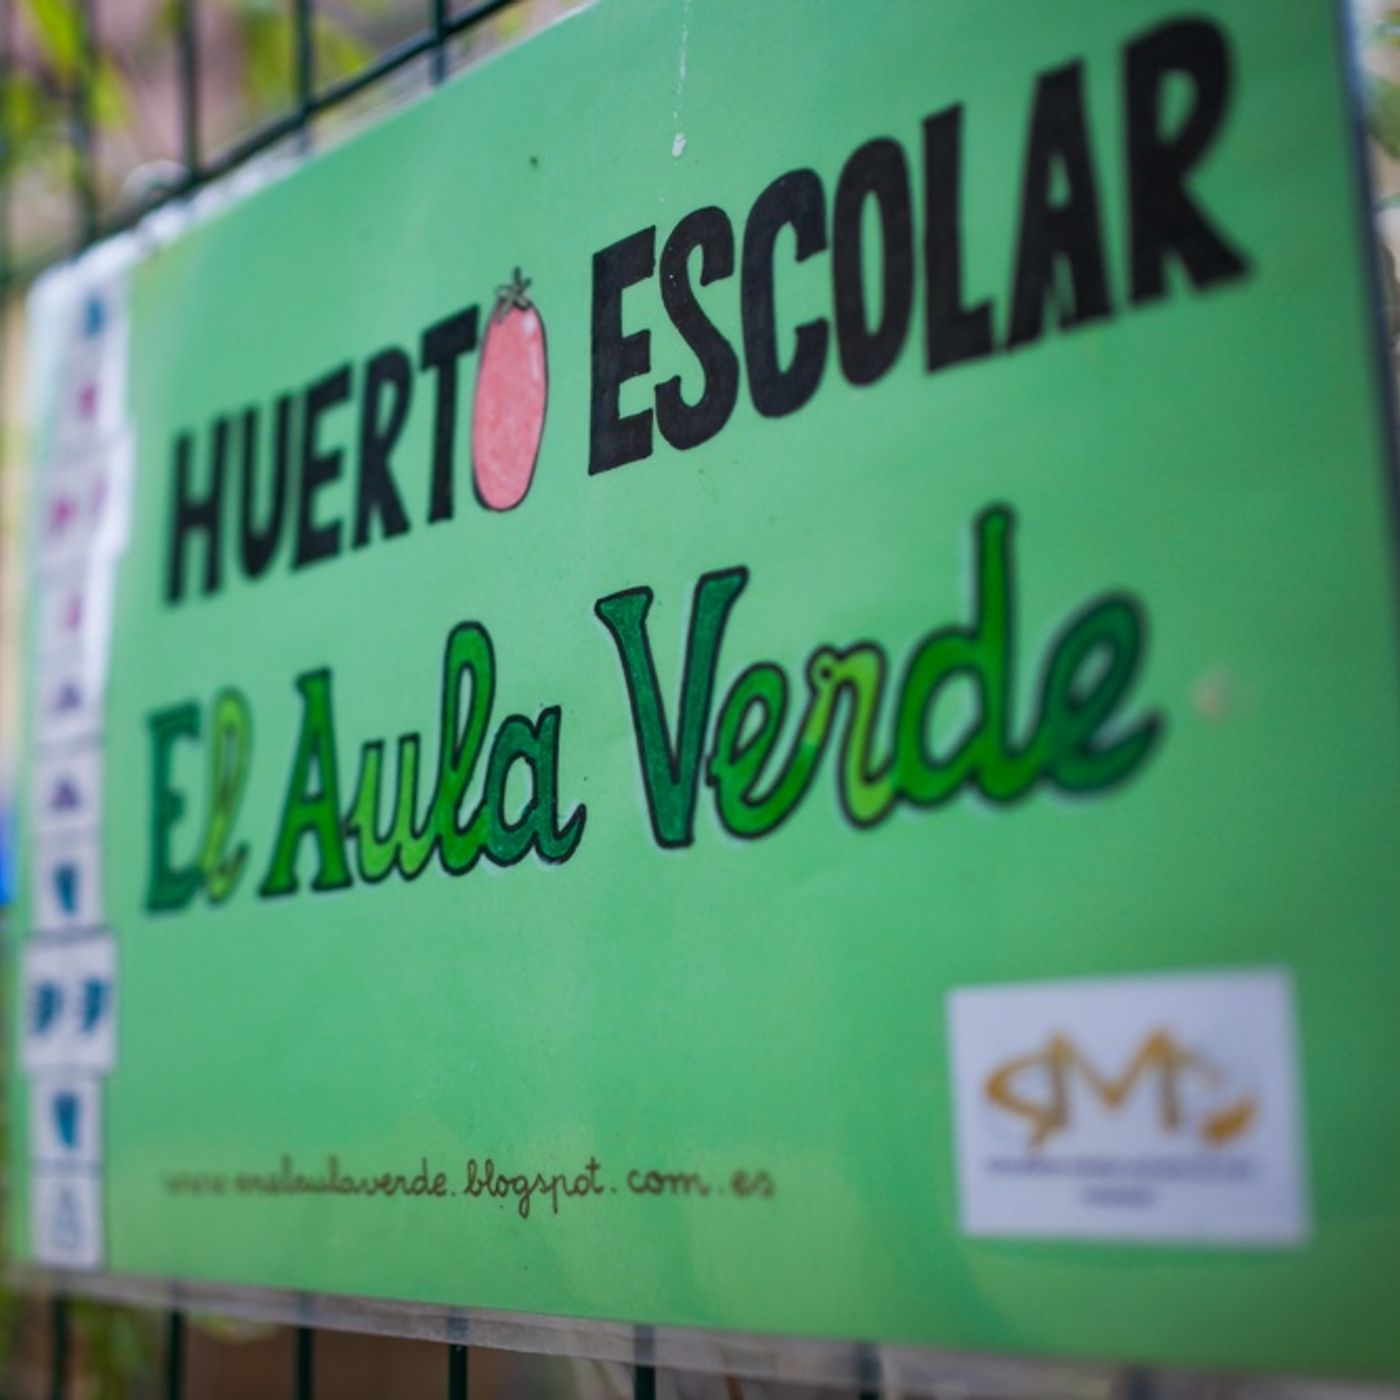 HUERTO ESCOLAR
El Aula Verde
www.enelaulaverde.blogspot.com.es